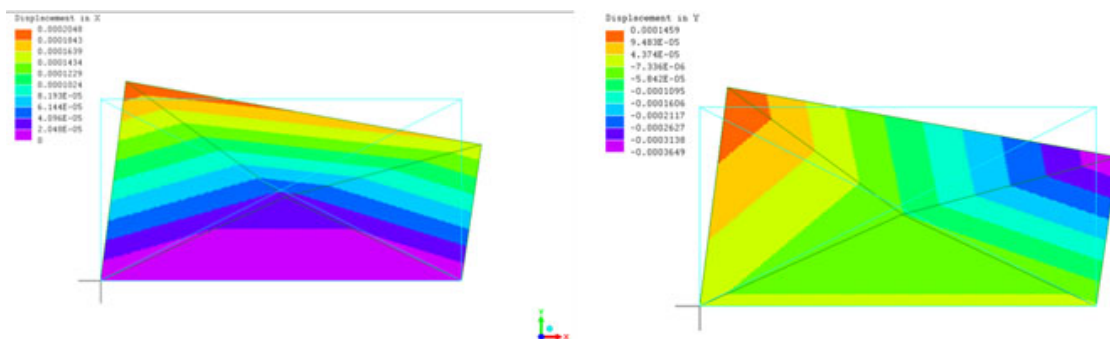 Displacement in X
0.0002048
0.0001843
0.0001639
0.0001434
0.0001229
0.0001024
8.193E-05
6.144E-05
4.096E-05
2.048E-05
0
Y
X
Displacement in Y
0.0001459
9.483E-05
4.374E-05
-7.336E-06
-5.842E-05
-0.0001095
-0.0001606
-0.0002117
-0.0002627
-0.0003138
-0.0003649